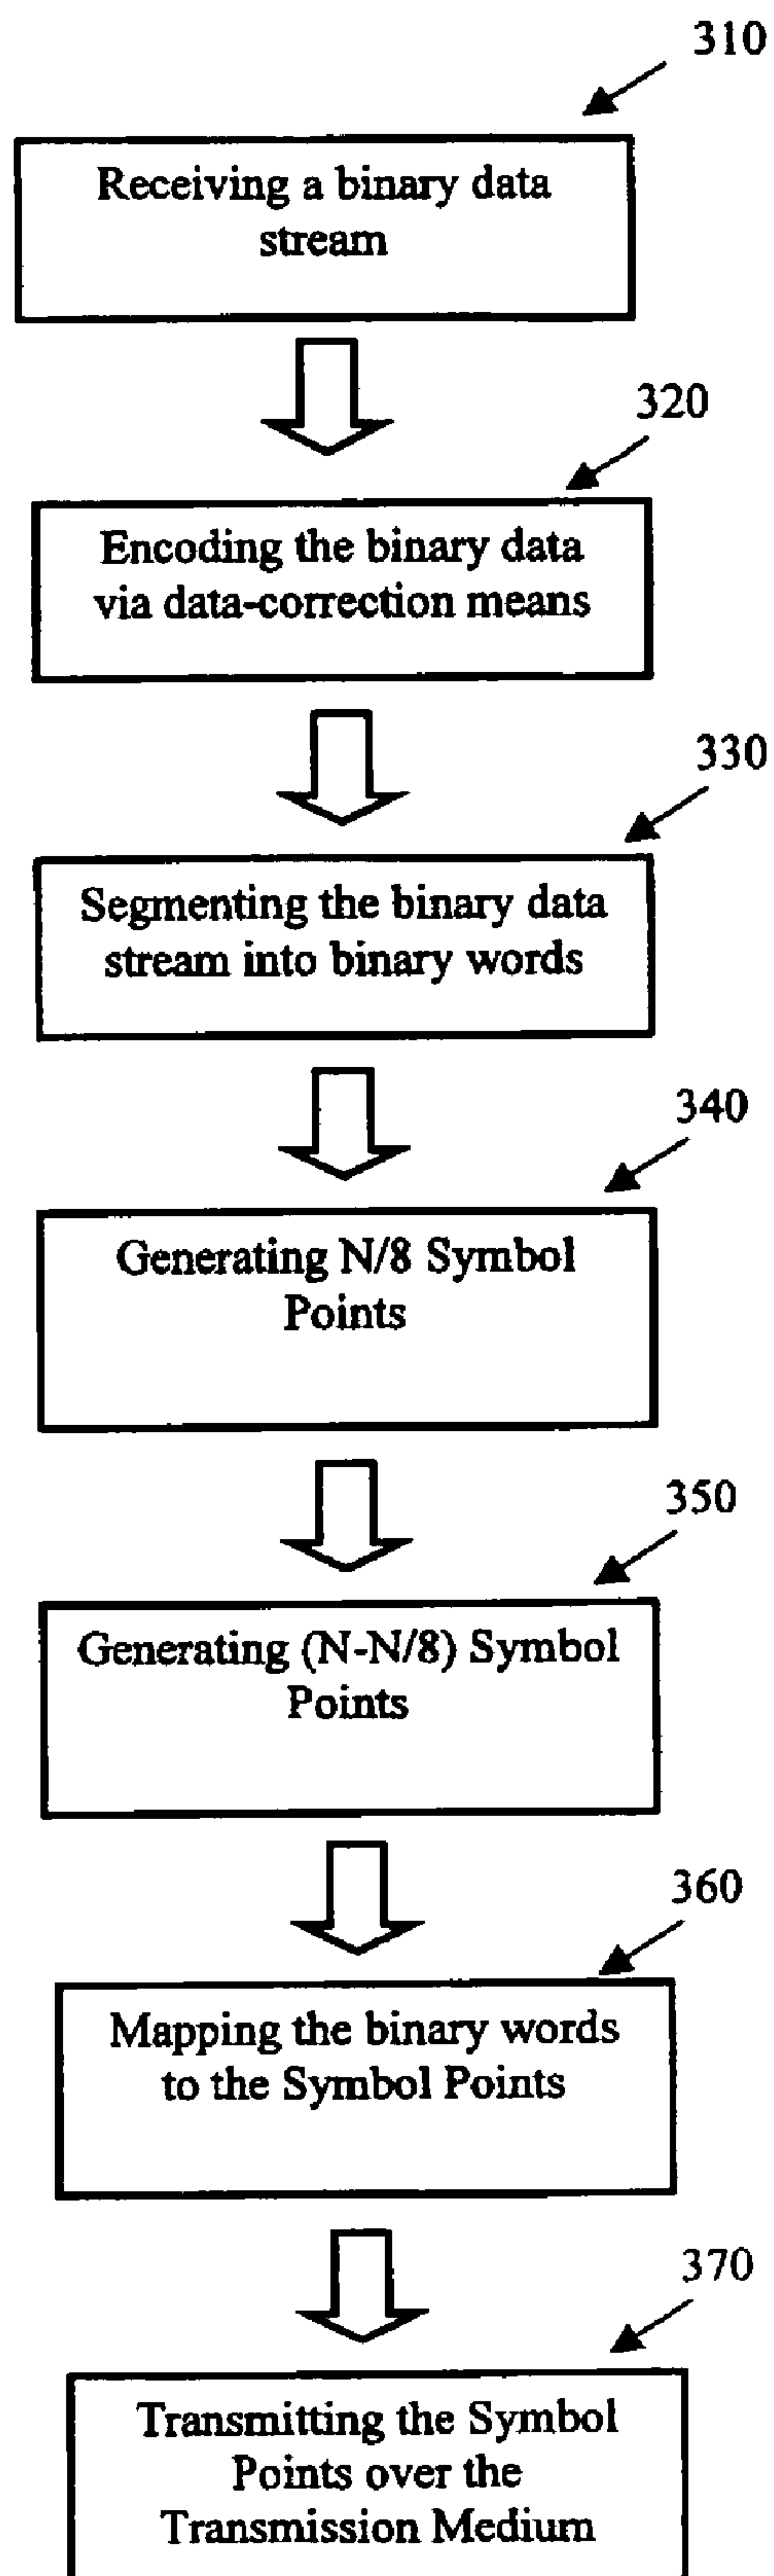 310
Receiving a binary data
stream
320
Encoding the binary data
via data-correction means
330
Segmenting the binary data
stream into binary words
340
Generating N/8 Symbol
Points
350
Generating (N-N/8) Symbol
Points
360
Mapping the binary words
to the Symbol Points
370
Transmitting the Symbol
Points over the
Transmission Medium